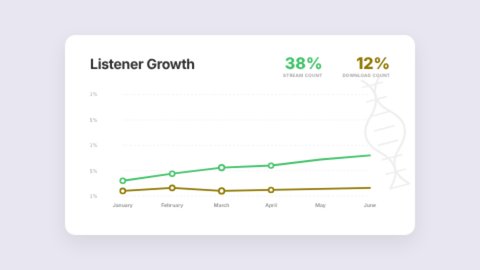 Listener Growth
38%
STREAM COUNT
12%
DOWNLOAD COUNT
January
February
March
April
May
June